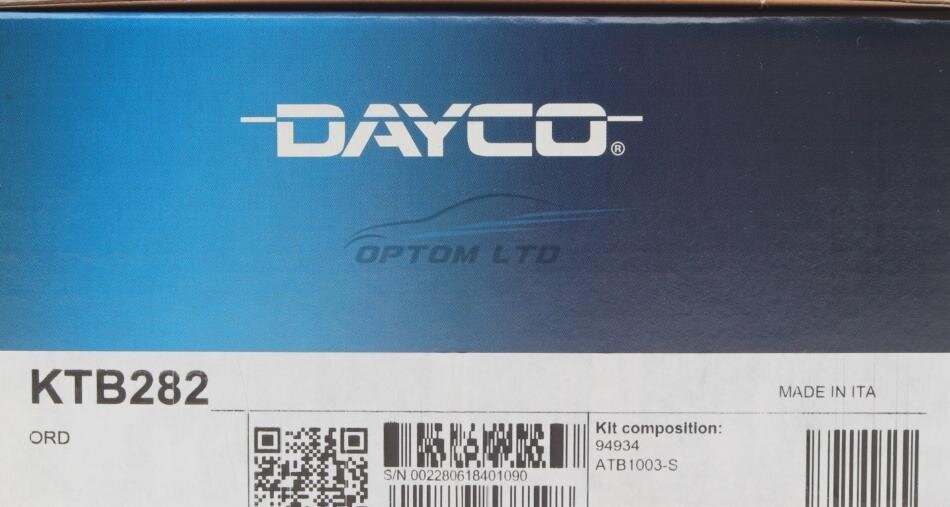 DAYCO®
OPTOM LTD
KTB282
MADE IN ITA
ORD
Kit composition:
94934
ATB1003-S
S/N 002280618401090